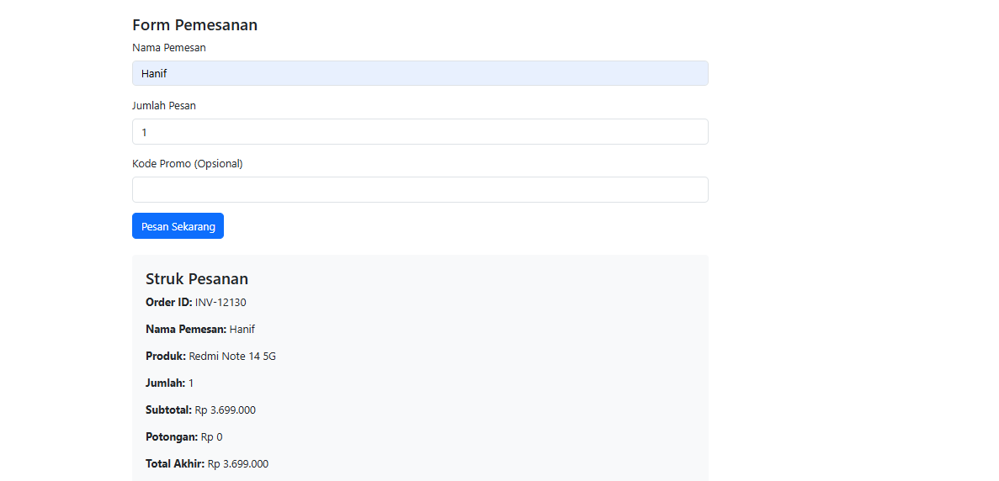 Form Pemesanan
Nama Pemesan
Hanif
Jumlah Pesan
1
Kode Promo (Opsional)
Pesan Sekarang
Struk Pesanan
Order ID: INV-12130
Nama Pemesan: Hanif
Produk: Redmi Note 14 5G
Jumlah: 1
Subtotal: Rp 3.699.000
Potongan: Rp 0
Total Akhir: Rp 3.699.000